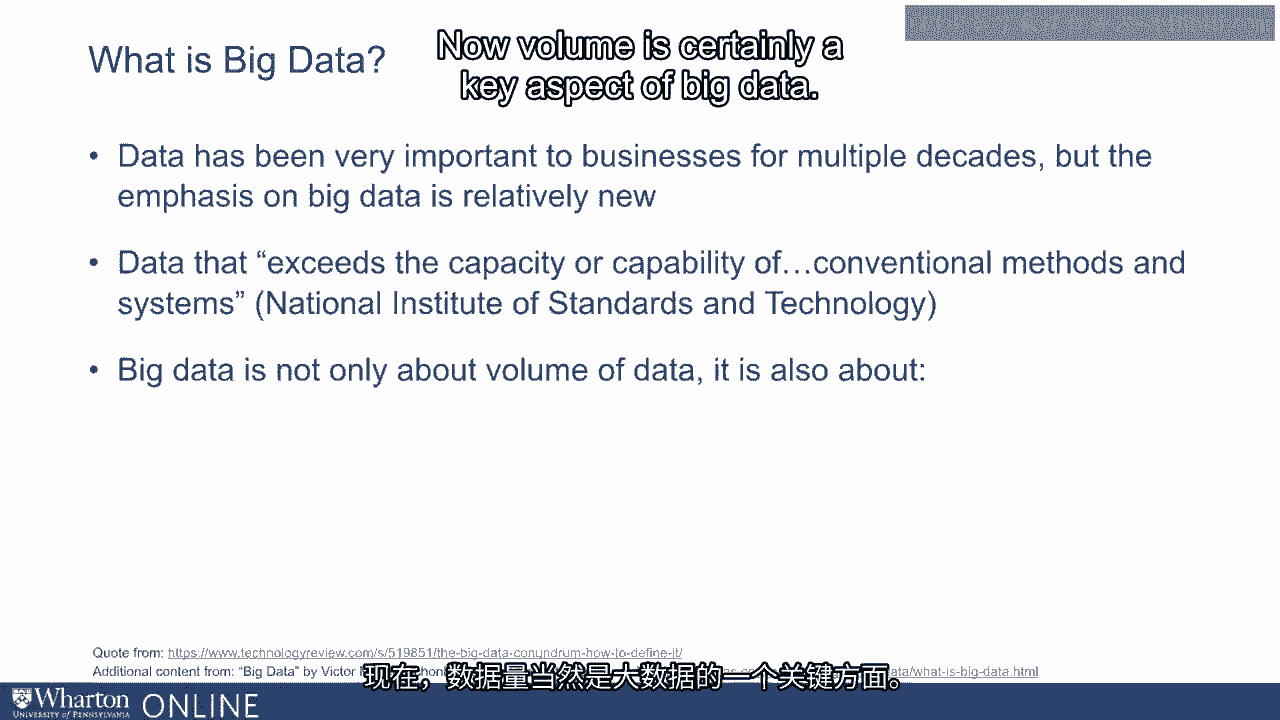 What is Big Data?
Now volume is certainly a
key aspect of big data.
• Data has been very important to businesses for multiple decades, but the
emphasis on big data is relatively new
• Data that “exceeds the capacity or capability of…conventional methods and
systems” (National Institute of Standards and Technology)
• Big data is not only about volume of data, it is also about:
Quote from: https://www.technologyreview.com/s/519851/the-big-data-conundrum-how-to-define-it/
Additional content from: “Big Data” by Victor data/what-is-big-data.html
现在，数据量当然是大数据的一个关键方面。
Wharton
UNIVERSITY of PENNSYLVANIA
ONLINE